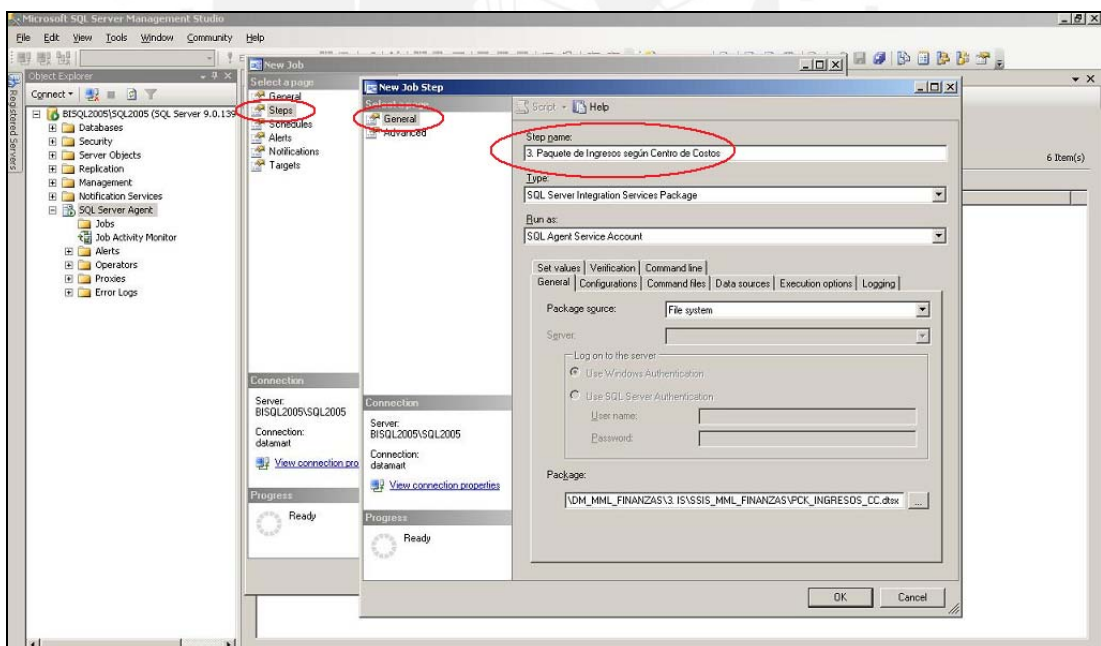 Microsoft SQL Server Management Studio
File Edit View Tools Window Community Help
Object Explorer
Connect
Registered Servers
BISQL2005\SQL2005 (SQL Server 9.0.139
Databases
Security
Server Objects
Replication
Management
Notification Services
SQL Server Agent
Jobs
Job Activity Monitor
Alerts
Operators
Proxies
Error Logs
6 Item(s)
New Job
Select a page
General
Steps
Schedules
Alerts
Notifications
Targets
Connection
Server:
BISQL2005\SQL2005
Connection:
datamart
View connection pro
Progress
Ready
New Job Step
Select a page
General
Advanced
Connection
Server:
BISQL2005\SQL2005
Connection:
datamart
View connection properties
Progress
Ready
Script Help
Step name:
3. Paquete de Ingresos según Centro de Costos
Type:
SQL Server Integration Services Package
Run as:
SQL Agent Service Account
Set values Verification Command line
General Configurations Command files Data sources Execution options Logging
Package source: File system
Server:
Log on to the server
Use Windows Authentication
Use SQL Server Authentication
User name:
Password:
Package:
\DM_MML_FINANZAS\3. IS\SSIS_MML_FINANZAS\PCK_INGRESOS_CC.dtsx ...
OK Cancel